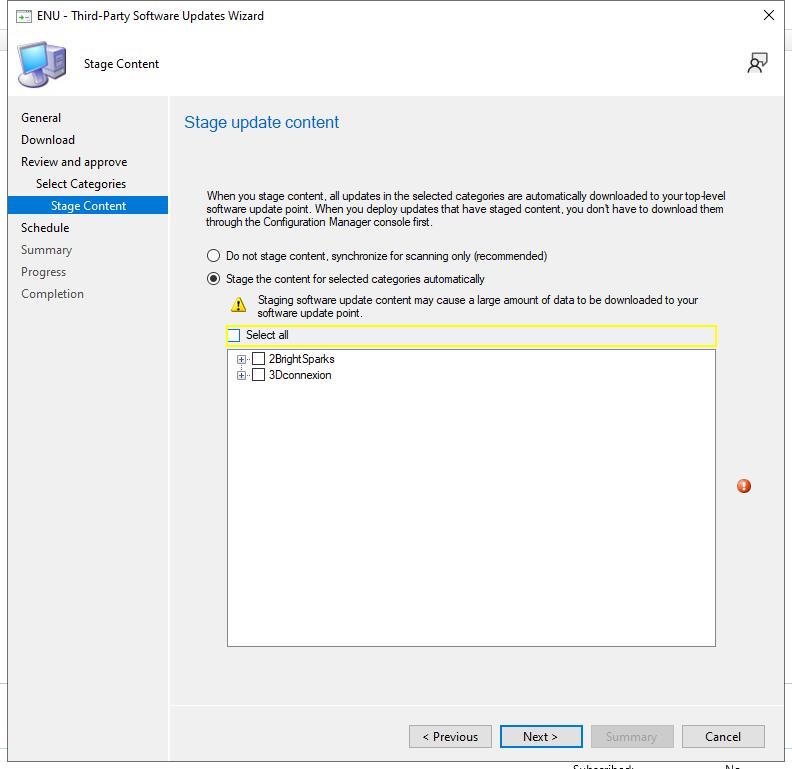 ENU - Third-Party Software Updates Wizard
Stage Content
General
Download
Review and approve
Select Categories
Stage Content
Schedule
Summary
Progress
Completion
Stage update content
When you stage content, all updates in the selected categories are automatically downloaded to your top-level
software update point. When you deploy updates that have staged content, you don't have to download them
through the Configuration Manager console first.
Do not stage content, synchronize for scanning only (recommended)
Stage the content for selected categories automatically
Staging software update content may cause a large amount of data to be downloaded to your
software update point.
Select all
2BrightSparks
3Dconnexion
< Previous
Next >
Summary
Cancel